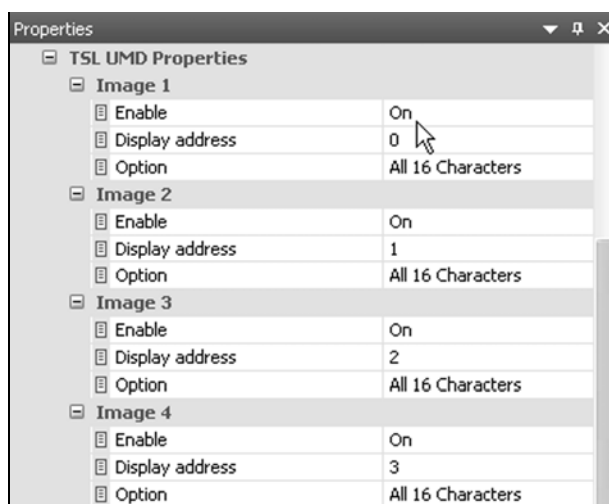 Properties
TSL UMD Properties
Image 1
Enable On
Display address 0
Option All 16 Characters
Image 2
Enable On
Display address 1
Option All 16 Characters
Image 3
Enable On
Display address 2
Option All 16 Characters
Image 4
Enable On
Display address 3
Option All 16 Characters